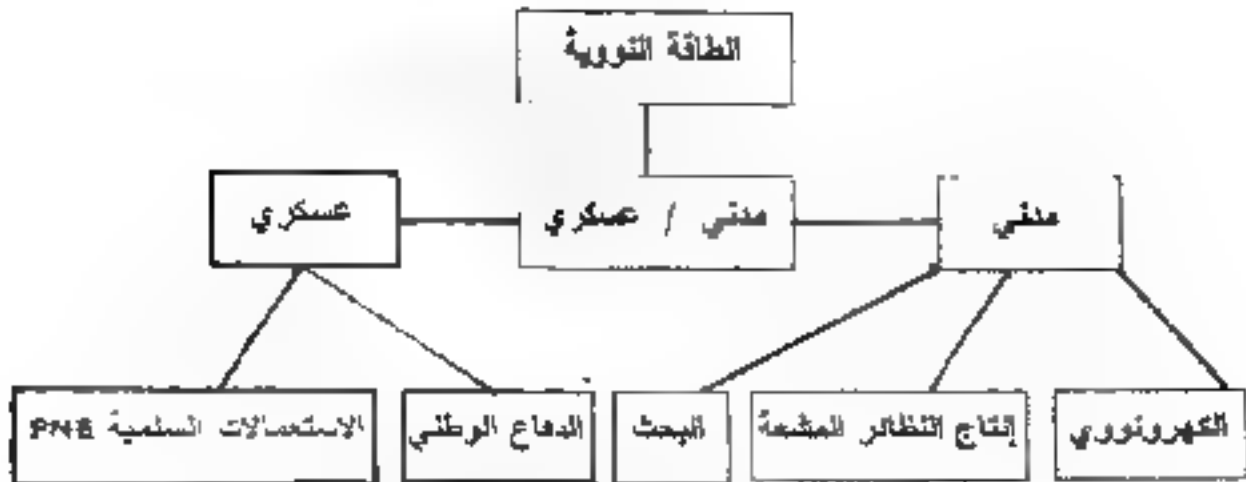 الطاقة النووية
مدني
مدني / عسكري
عسكري
الكهرونووي
إنتاج النظائر المشعة
البحث
الدفاع الوطني
الاستعمالات السلمية PNE